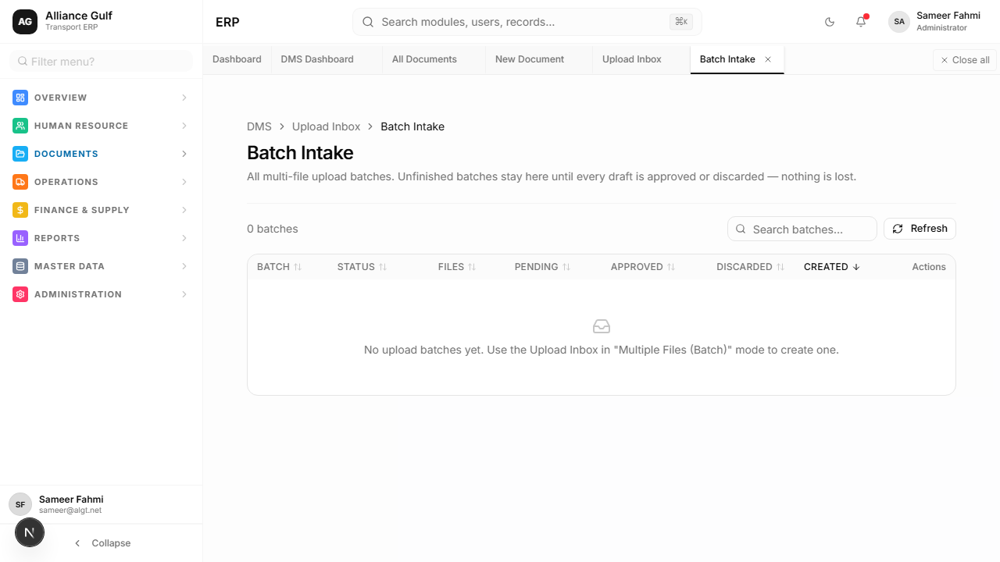 AG
Alliance Gulf
Transport ERP
ERP
Search modules, users, records...
⌘K
SA
Sameer Fahmi
Administrator
Filter menu?
Dashboard
DMS Dashboard
All Documents
New Document
Upload Inbox
Batch Intake
Close all
OVERVIEW
HUMAN RESOURCE
DOCUMENTS
OPERATIONS
FINANCE & SUPPLY
REPORTS
MASTER DATA
ADMINISTRATION
DMS > Upload Inbox > Batch Intake
Batch Intake
All multi-file upload batches. Unfinished batches stay here until every draft is approved or discarded — nothing is lost.
0 batches
Search batches...
Refresh
BATCH STATUS FILES PENDING APPROVED DISCARDED CREATED Actions
No upload batches yet. Use the Upload Inbox in "Multiple Files (Batch)" mode to create one.
SF
Sameer Fahmi
sameer@algt.net
N
Collapse